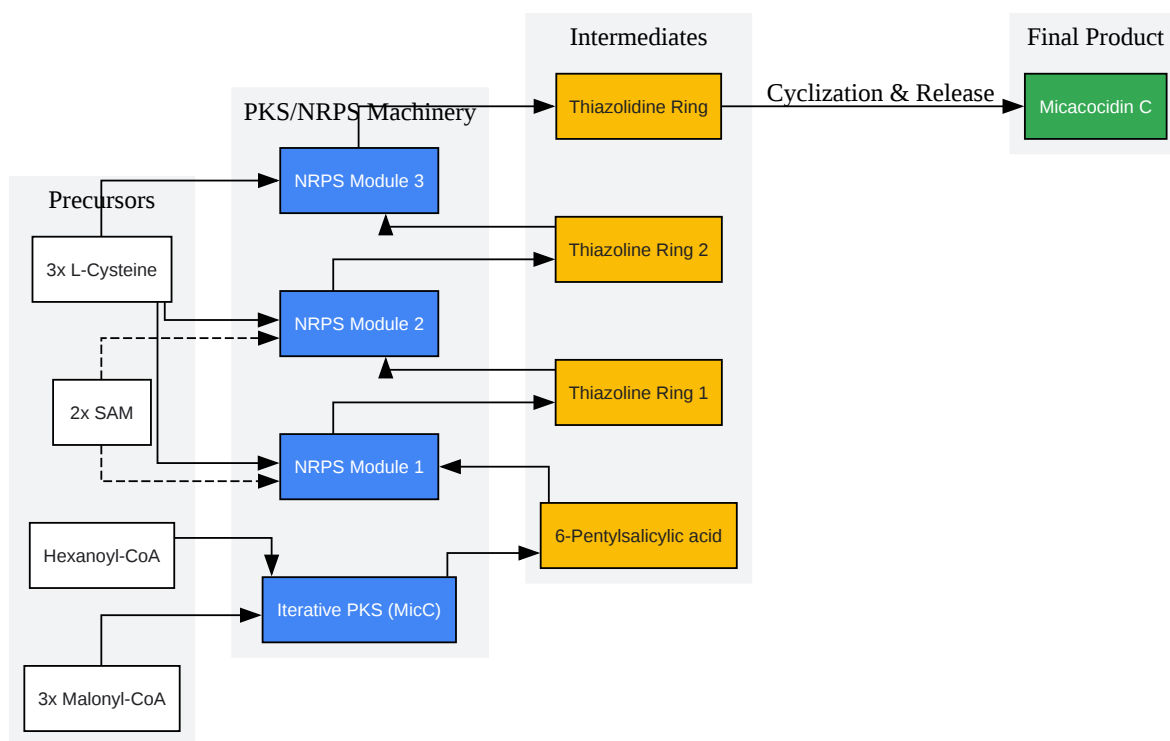 Intermediates
Final Product
Thiazolidine Ring
Cyclization & Release
Micacocidin C
PKS/NRPS Machinery
NRPS Module 3
Precursors
3x L-Cysteine
Thiazoline Ring 2
NRPS Module 2
2x SAM
Thiazoline Ring 1
NRPS Module 1
Hexanoyl-CoA
6-Pentylsalicylic acid
Iterative PKS (MicC)
3x Malonyl-CoA